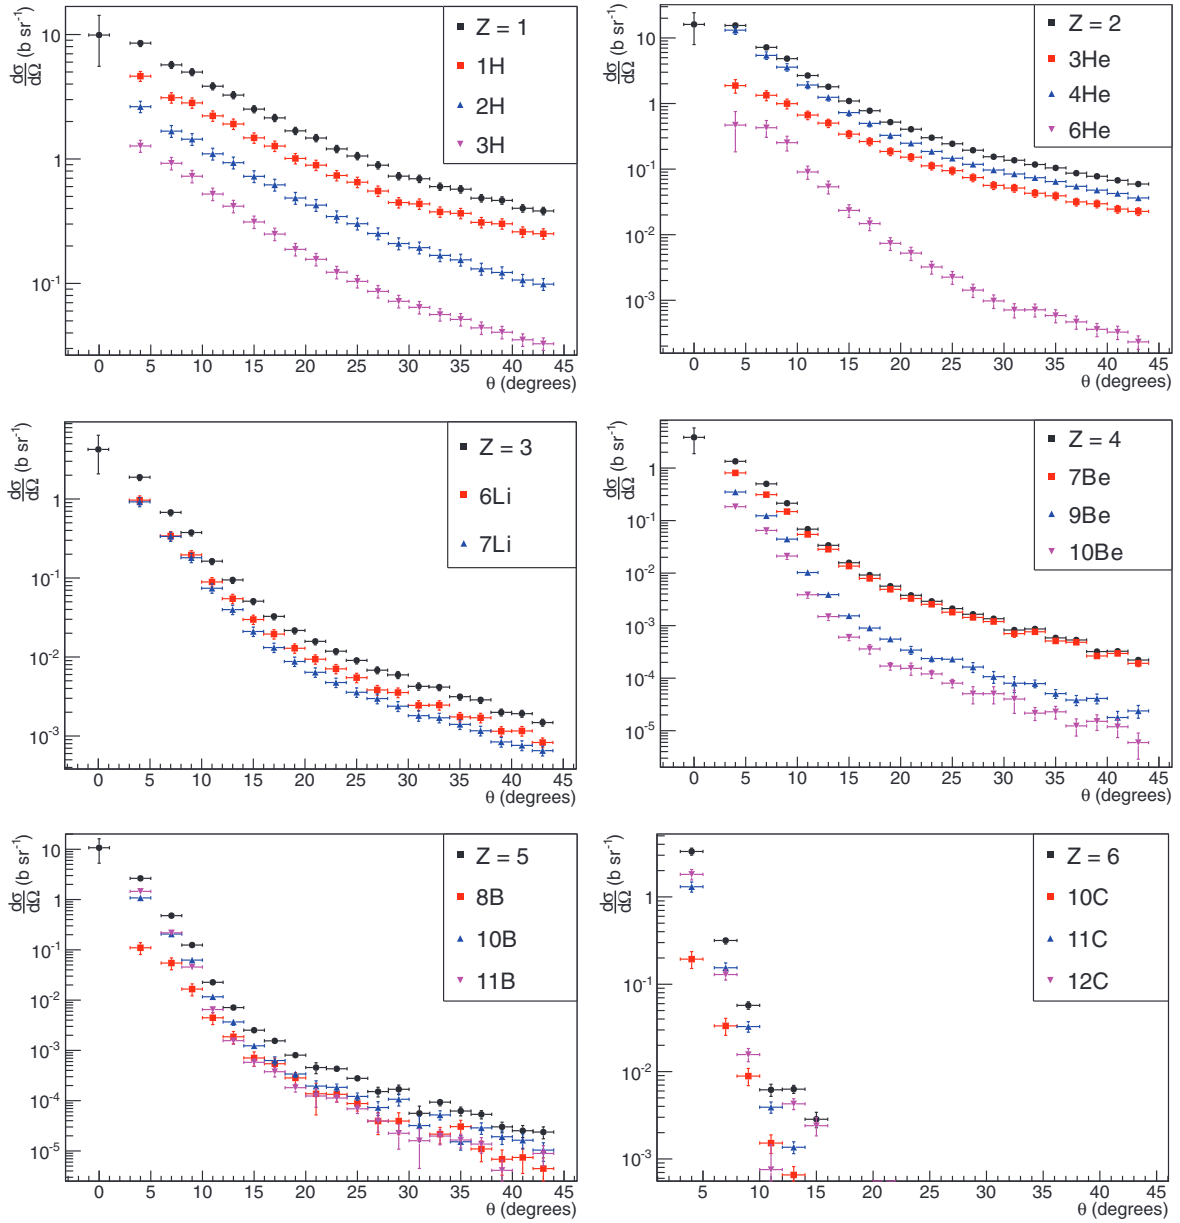 dσ/dΩ (b sr⁻¹)
10
1
10⁻¹
Z = 1
1H
2H
3H
0 5 10 15 20 25 30 35 40 45
θ (degrees)
dσ/dΩ (b sr⁻¹)
10
1
10⁻¹
10⁻²
10⁻³
Z = 2
3He
4He
6He
0 5 10 15 20 25 30 35 40 45
θ (degrees)
dσ/dΩ (b sr⁻¹)
1
10⁻¹
10⁻²
10⁻³
Z = 3
6Li
7Li
0 5 10 15 20 25 30 35 40 45
θ (degrees)
dσ/dΩ (b sr⁻¹)
1
10⁻¹
10⁻²
10⁻³
10⁻⁴
10⁻⁵
Z = 4
7Be
9Be
10Be
0 5 10 15 20 25 30 35 40 45
θ (degrees)
dσ/dΩ (b sr⁻¹)
10
1
10⁻¹
10⁻²
10⁻³
10⁻⁴
10⁻⁵
Z = 5
8B
10B
11B
0 5 10 15 20 25 30 35 40 45
θ (degrees)
dσ/dΩ (b sr⁻¹)
1
10⁻¹
10⁻²
10⁻³
Z = 6
10C
11C
12C
5 10 15 20 25 30 35 40 45
θ (degrees)